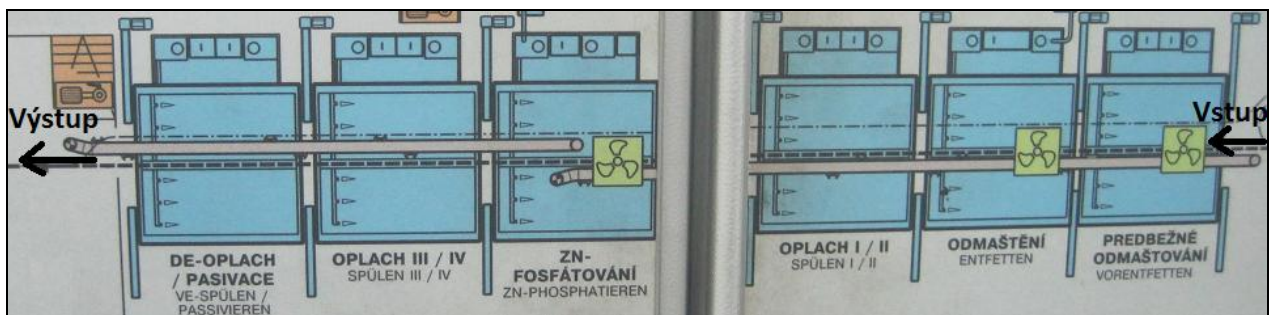 Výstup
Vstup
DE-OPLACH
/ PASIVACE
VE-SPÜLEN /
PASSIVIEREN
OPLACH III / IV
SPÜLEN III / IV
ZN-
FOSFÁTOVÁNÍ
ZN-PHOSPHATIEREN
OPLACH I / II
SPÜLEN I / II
ODMAŠTĚNÍ
ENTFETTEN
PREDBEŽNÉ
ODMAŠTOVÁNÍ
VORENTFETTEN